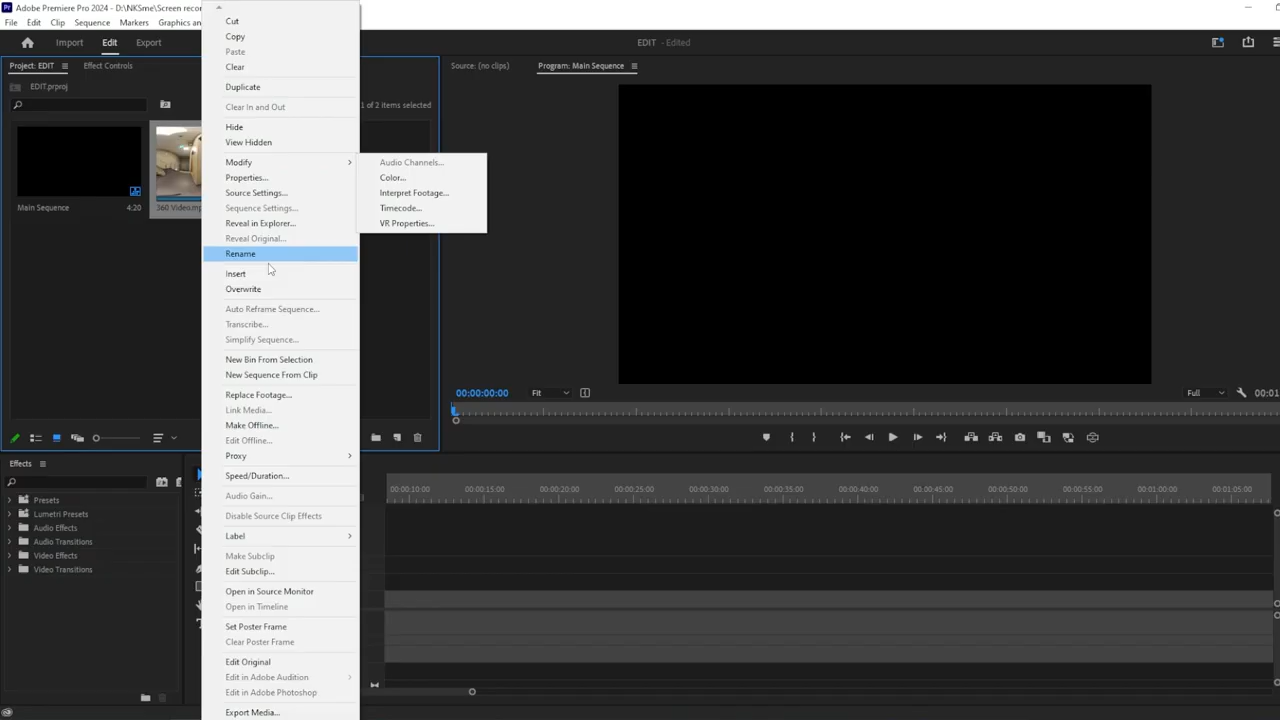 Adobe Premiere Pro 2024 - D:\NKSme\Screen recor
File Edit Clip Sequence Markers Graphics an
Import Edit Export
EDIT - Edited
Project: EDIT Effect Controls
EDIT.prproj
1 of 2 items selected
Main Sequence 4:20
360 Video.mp
Source: (no clips) Program: Main Sequence
00:00:00:00 Fit Full 00:01
Cut
Copy
Paste
Clear
Duplicate
Clear In and Out
Hide
View Hidden
Modify
Properties...
Source Settings...
Sequence Settings...
Reveal in Explorer...
Reveal Original...
Rename
Insert
Overwrite
Auto Reframe Sequence...
Transcribe...
Simplify Sequence...
New Bin From Selection
New Sequence From Clip
Replace Footage...
Link Media...
Make Offline...
Edit Offline...
Proxy
Speed/Duration...
Audio Gain...
Disable Source Clip Effects
Label
Make Subclip
Edit Subclip...
Open in Source Monitor
Open in Timeline
Set Poster Frame
Clear Poster Frame
Edit Original
Edit in Adobe Audition
Edit in Adobe Photoshop
Export Media...
Audio Channels...
Color...
Interpret Footage...
Timecode...
VR Properties...
Effects
Presets
Lumetri Presets
Audio Effects
Audio Transitions
Video Effects
Video Transitions
00:00:10:00 00:00:15:00 00:00:20:00 00:00:25:00 00:00:30:00 00:00:35:00 00:00:40:00 00:00:45:00 00:00:50:00 00:00:55:00 00:01:00:00 00:01:05:00